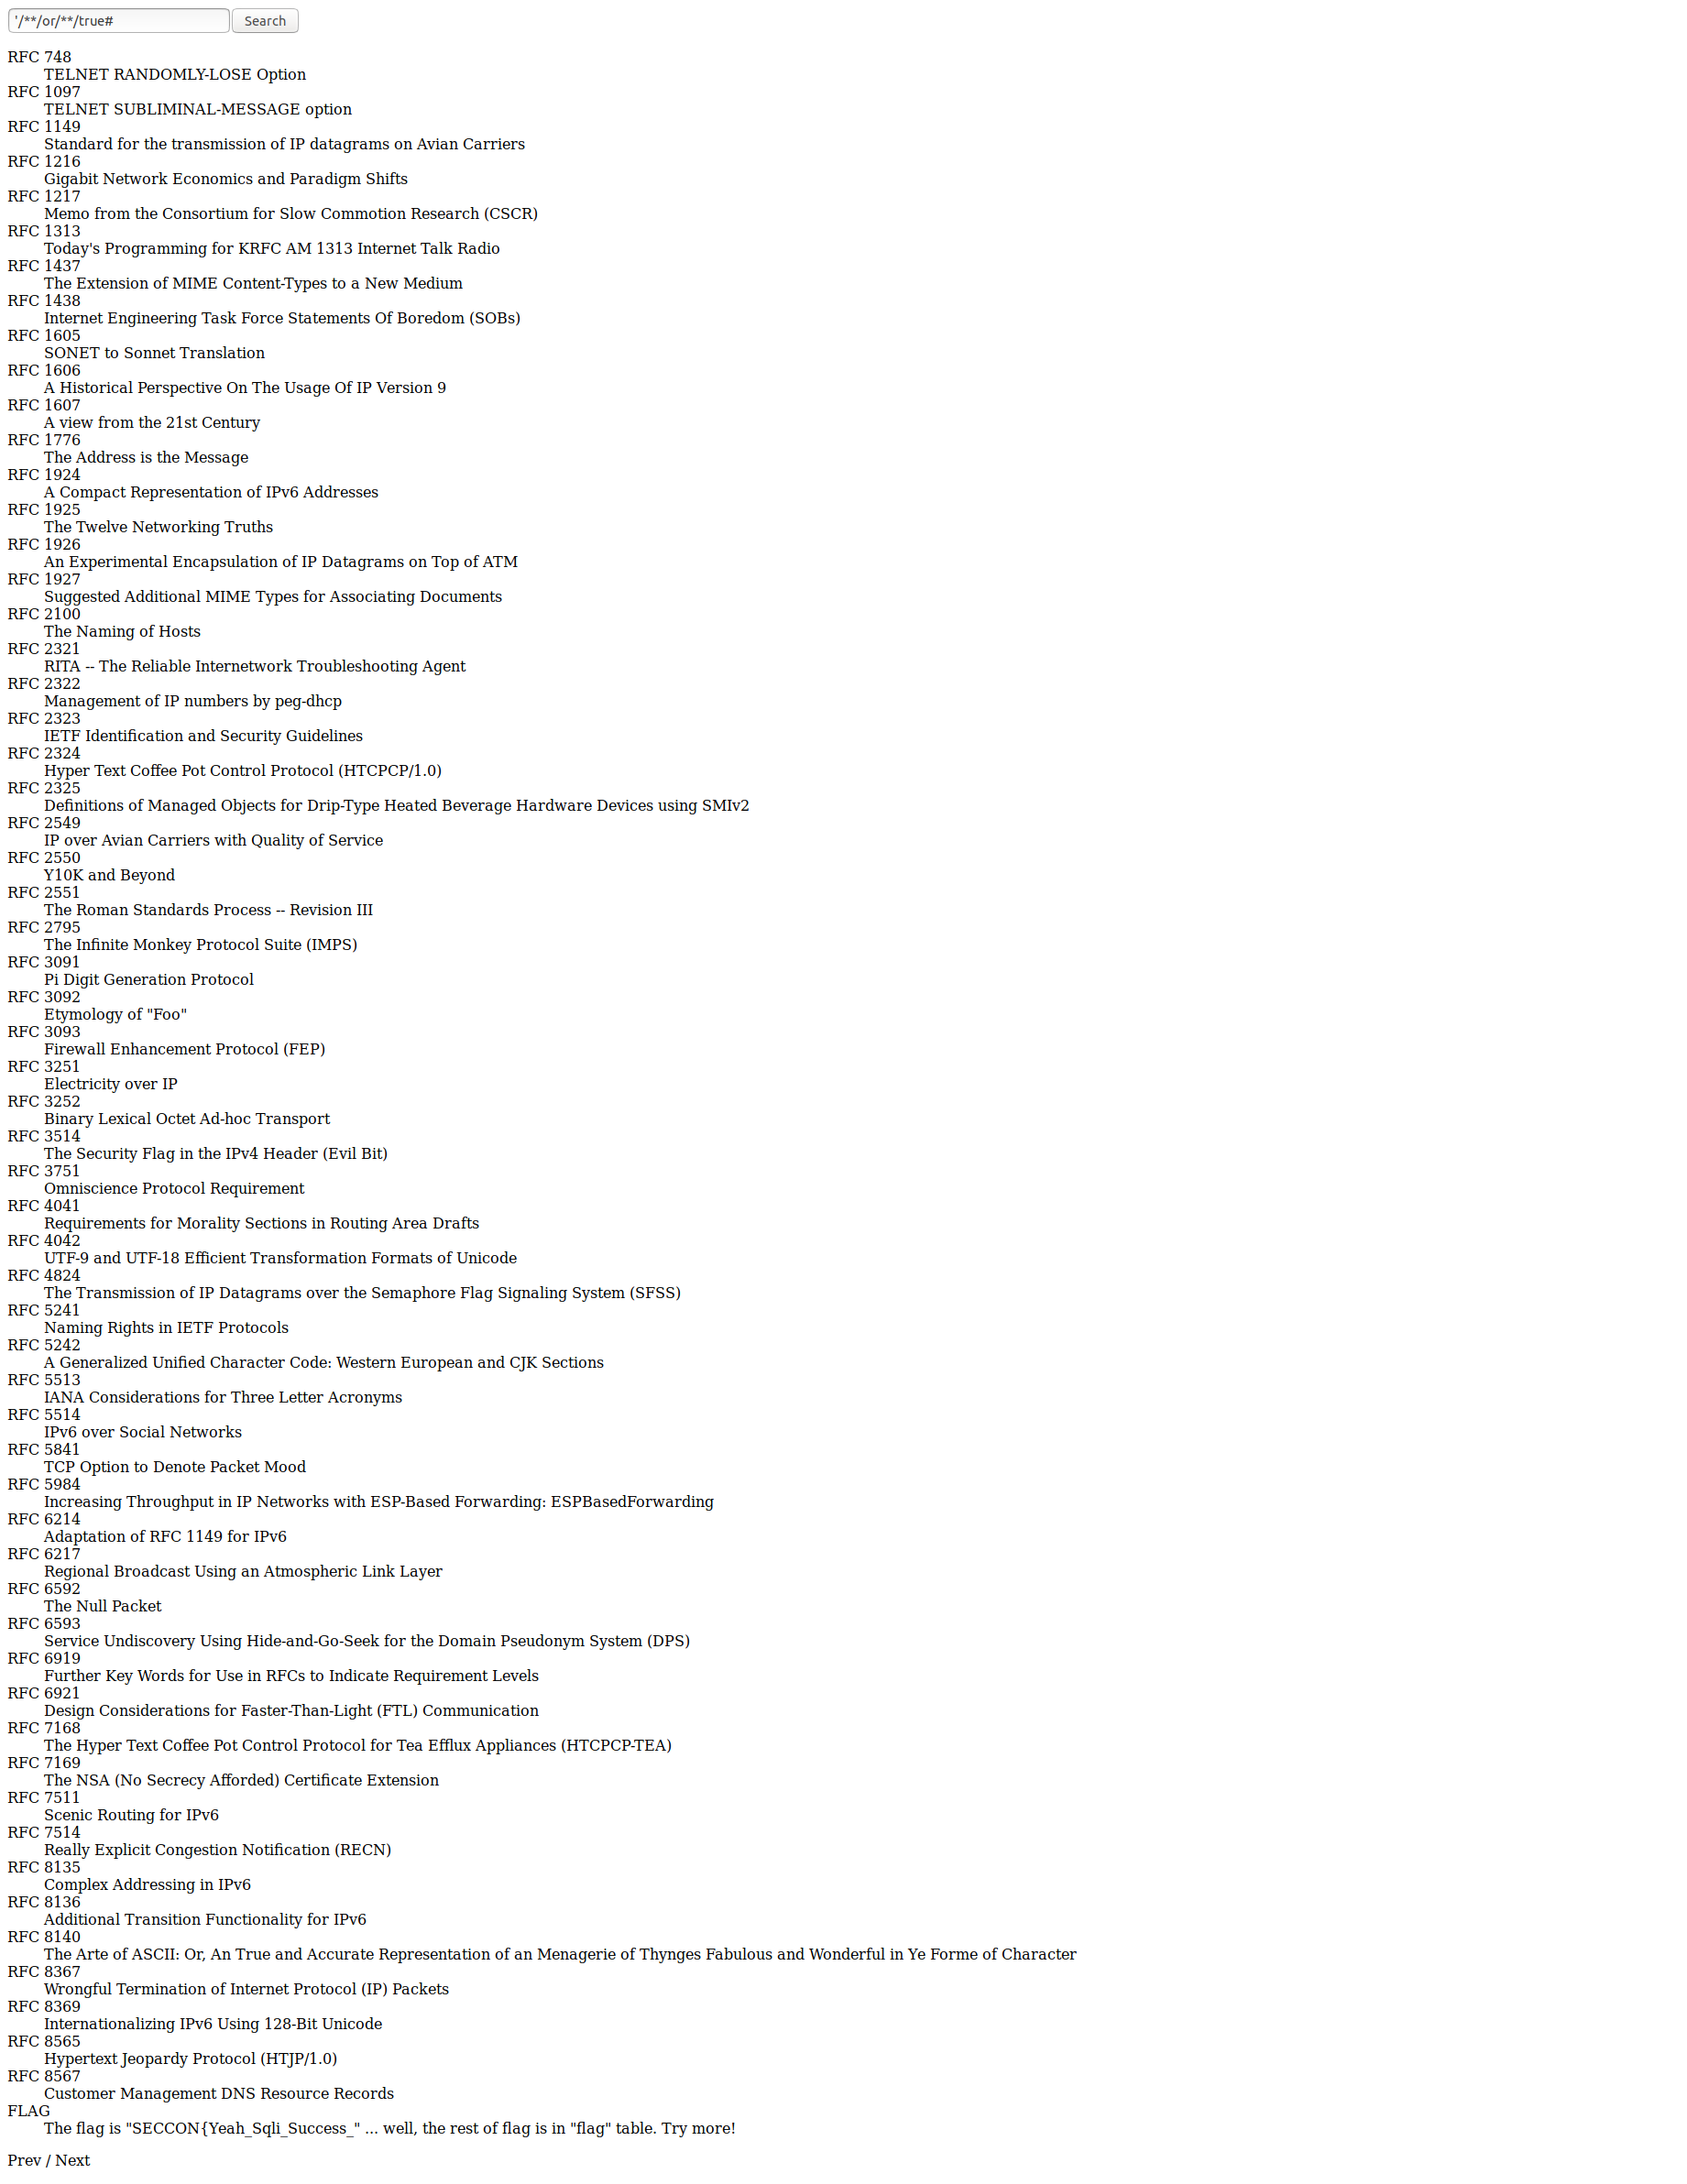 '/**/or/**/true# Search
RFC 748
TELNET RANDOMLY-LOSE Option
RFC 1097
TELNET SUBLIMINAL-MESSAGE option
RFC 1149
Standard for the transmission of IP datagrams on Avian Carriers
RFC 1216
Gigabit Network Economics and Paradigm Shifts
RFC 1217
Memo from the Consortium for Slow Commotion Research (CSCR)
RFC 1313
Today's Programming for KRFC AM 1313 Internet Talk Radio
RFC 1437
The Extension of MIME Content-Types to a New Medium
RFC 1438
Internet Engineering Task Force Statements Of Boredom (SOBs)
RFC 1605
SONET to Sonnet Translation
RFC 1606
A Historical Perspective On The Usage Of IP Version 9
RFC 1607
A view from the 21st Century
RFC 1776
The Address is the Message
RFC 1924
A Compact Representation of IPv6 Addresses
RFC 1925
The Twelve Networking Truths
RFC 1926
An Experimental Encapsulation of IP Datagrams on Top of ATM
RFC 1927
Suggested Additional MIME Types for Associating Documents
RFC 2100
The Naming of Hosts
RFC 2321
RITA -- The Reliable Internetwork Troubleshooting Agent
RFC 2322
Management of IP numbers by peg-dhcp
RFC 2323
IETF Identification and Security Guidelines
RFC 2324
Hyper Text Coffee Pot Control Protocol (HTCPCP/1.0)
RFC 2325
Definitions of Managed Objects for Drip-Type Heated Beverage Hardware Devices using SMIv2
RFC 2549
IP over Avian Carriers with Quality of Service
RFC 2550
Y10K and Beyond
RFC 2551
The Roman Standards Process -- Revision III
RFC 2795
The Infinite Monkey Protocol Suite (IMPS)
RFC 3091
Pi Digit Generation Protocol
RFC 3092
Etymology of "Foo"
RFC 3093
Firewall Enhancement Protocol (FEP)
RFC 3251
Electricity over IP
RFC 3252
Binary Lexical Octet Ad-hoc Transport
RFC 3514
The Security Flag in the IPv4 Header (Evil Bit)
RFC 3751
Omniscience Protocol Requirement
RFC 4041
Requirements for Morality Sections in Routing Area Drafts
RFC 4042
UTF-9 and UTF-18 Efficient Transformation Formats of Unicode
RFC 4824
The Transmission of IP Datagrams over the Semaphore Flag Signaling System (SFSS)
RFC 5241
Naming Rights in IETF Protocols
RFC 5242
A Generalized Unified Character Code: Western European and CJK Sections
RFC 5513
IANA Considerations for Three Letter Acronyms
RFC 5514
IPv6 over Social Networks
RFC 5841
TCP Option to Denote Packet Mood
RFC 5984
Increasing Throughput in IP Networks with ESP-Based Forwarding: ESPBasedForwarding
RFC 6214
Adaptation of RFC 1149 for IPv6
RFC 6217
Regional Broadcast Using an Atmospheric Link Layer
RFC 6592
The Null Packet
RFC 6593
Service Undiscovery Using Hide-and-Go-Seek for the Domain Pseudonym System (DPS)
RFC 6919
Further Key Words for Use in RFCs to Indicate Requirement Levels
RFC 6921
Design Considerations for Faster-Than-Light (FTL) Communication
RFC 7168
The Hyper Text Coffee Pot Control Protocol for Tea Efflux Appliances (HTCPCP-TEA)
RFC 7169
The NSA (No Secrecy Afforded) Certificate Extension
RFC 7511
Scenic Routing for IPv6
RFC 7514
Really Explicit Congestion Notification (RECN)
RFC 8135
Complex Addressing in IPv6
RFC 8136
Additional Transition Functionality for IPv6
RFC 8140
The Arte of ASCII: Or, An True and Accurate Representation of an Menagerie of Thynges Fabulous and Wonderful in Ye Forme of Character
RFC 8367
Wrongful Termination of Internet Protocol (IP) Packets
RFC 8369
Internationalizing IPv6 Using 128-Bit Unicode
RFC 8565
Hypertext Jeopardy Protocol (HTJP/1.0)
RFC 8567
Customer Management DNS Resource Records
FLAG
The flag is "SECCON{Yeah_Sqli_Success_" ... well, the rest of flag is in "flag" table. Try more!
Prev / Next